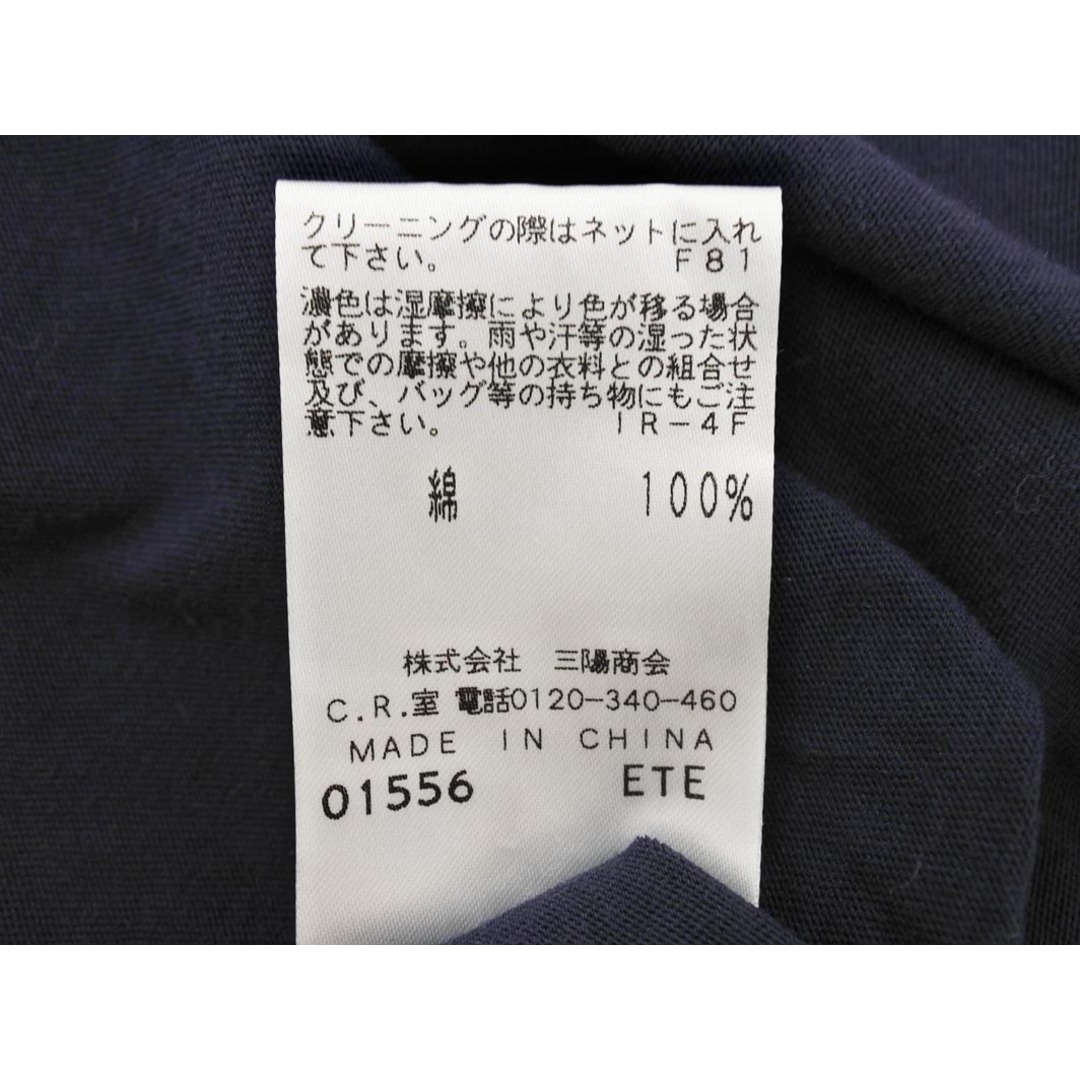 クリーニングの際はネットに入れ
て下さい。 F81
濃色は湿摩擦により色が移る場合
があります。雨や汗等の湿った状
態での摩擦や他の衣料との組合せ
及び、バッグ等の持ち物にもご注
意下さい。 IR-4F
綿 100%
株式会社 三陽商会
C.R.室 電話0120-340-460
MADE IN CHINA
01556 ETE